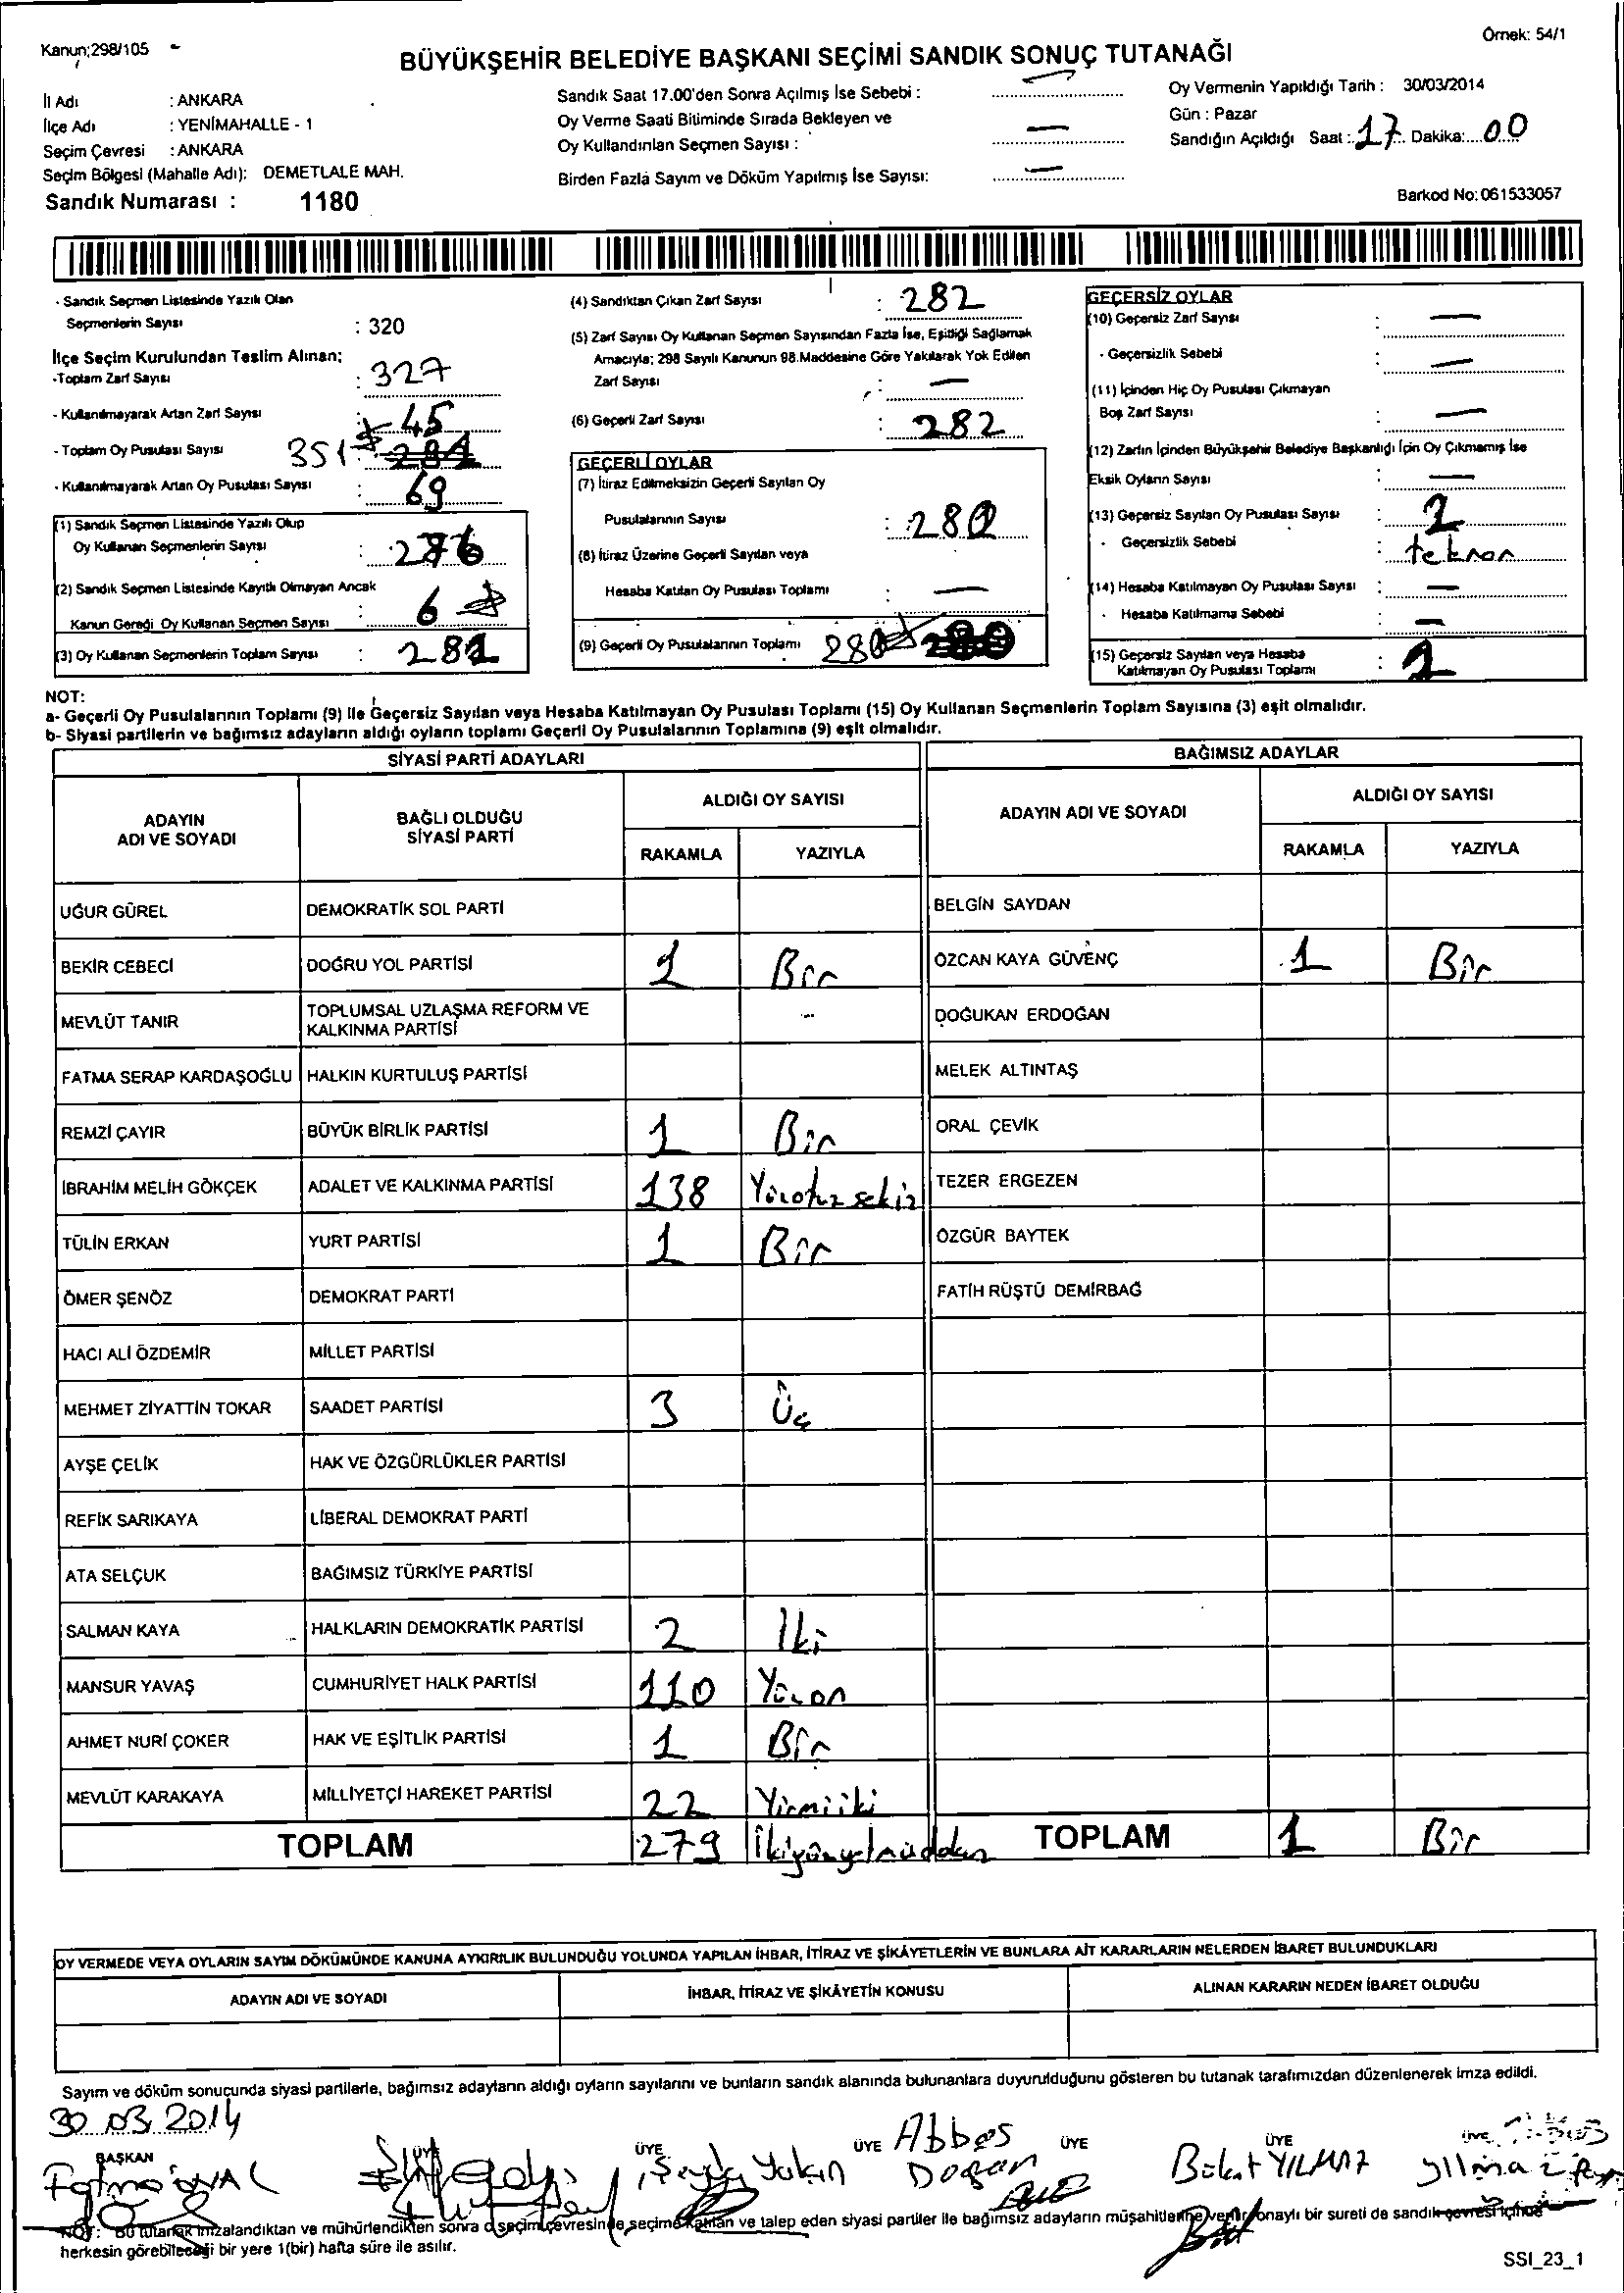 Kanun;298/105
Örnek: 54/1
BÜYÜKŞEHİR BELEDİYE BAŞKANI SEÇİMİ SANDIK SONUÇ TUTANAĞI
İl Adı : ANKARA
İlçe Adı : YENİMAHALLE - 1
Seçim Çevresi : ANKARA
Seçim Bölgesi (Mahalle Adı): DEMETLALE MAH.
Sandık Numarası : 1180
Sandık Saat 17.00'den Sonra Açılmış İse Sebebi : —
Oy Verme Saati Bitiminde Sırada Bekleyen ve
Oy Kullandırılan Seçmen Sayısı : —
Birden Fazla Sayım ve Döküm Yapılmış İse Sayısı: —
Oy Vermenin Yapıldığı Tarih : 30/03/2014
Gün : Pazar
Sandığın Açıldığı Saat : 17 Dakika: 00
Barkod No: 061533057
- Sandık Seçmen Listesinde Yazılı Olan
Seçmenlerin Sayısı : 320
İlçe Seçim Kurulundan Teslim Alınan;
-Toplam Zarf Sayısı : 327
- Kullanılmayarak Artan Zarf Sayısı : 45
- Toplam Oy Pusulası Sayısı 351
- Kullanılmayarak Artan Oy Pusulası Sayısı : 69
(1) Sandık Seçmen Listesinde Yazılı Olup
Oy Kullanan Seçmenlerin Sayısı : 276
(2) Sandık Seçmen Listesinde Kayıtlı Olmayan Ancak
Kanun Gereği Oy Kullanan Seçmen Sayısı : 6
(3) Oy Kullanan Seçmenlerin Toplam Sayısı : 282
(4) Sandıktan Çıkan Zarf Sayısı : 282
(5) Zarf Sayısı Oy Kullanan Seçmen Sayısından Fazla İse, Eşitliği Sağlamak
Amacıyla; 298 Sayılı Kanunun 98.Maddesine Göre Yakılarak Yok Edilen
Zarf Sayısı : —
(6) Geçerli Zarf Sayısı : 282
GEÇERLİ OYLAR
(7) İtiraz Edilmeksizin Geçerli Sayılan Oy
Pusulalarının Sayısı : 280
(8) İtiraz Üzerine Geçerli Sayılan veya
Hesaba Katılan Oy Pusulası Toplamı : —
(9) Geçerli Oy Pusulalarının Toplamı 280
GEÇERSİZ OYLAR
(10) Geçersiz Zarf Sayısı : —
- Geçersizlik Sebebi : —
(11) İçinden Hiç Oy Pusulası Çıkmayan
Boş Zarf Sayısı : —
(12) Zarfın İçinden Büyükşehir Belediye Başkanlığı İçin Oy Çıkmamış İse
Eksik Oyların Sayısı : —
(13) Geçersiz Sayılan Oy Pusulası Sayısı : 2
- Geçersizlik Sebebi :
(14) Hesaba Katılmayan Oy Pusulası Sayısı : —
- Hesaba Katılmama Sebebi : —
(15) Geçersiz Sayılan veya Hesaba
Katılmayan Oy Pusulası Toplamı : 2
NOT:
a- Geçerli Oy Pusulalarının Toplamı (9) İle Geçersiz Sayılan veya Hesaba Katılmayan Oy Pusulası Toplamı (15) Oy Kullanan Seçmenlerin Toplam Sayısına (3) eşit olmalıdır.
b- Siyasi partilerin ve bağımsız adayların aldığı oyların toplamı Geçerli Oy Pusulalarının Toplamına (9) eşit olmalıdır.
SİYASİ PARTİ ADAYLARI
ADAYIN ADI VE SOYADI
BAĞLI OLDUĞU SİYASİ PARTİ
ALDIĞI OY SAYISI
RAKAMLA YAZIYLA
UĞUR GÜREL DEMOKRATİK SOL PARTİ
BEKİR CEBECİ DOĞRU YOL PARTİSİ 1 Bir
MEVLÜT TANIR TOPLUMSAL UZLAŞMA REFORM VE KALKINMA PARTİSİ
FATMA SERAP KARDAŞOĞLU HALKIN KURTULUŞ PARTİSİ
REMZİ ÇAYIR BÜYÜK BİRLİK PARTİSİ 1 Bir
İBRAHİM MELİH GÖKÇEK ADALET VE KALKINMA PARTİSİ 138 Yüzotuz sekiz
TÜLİN ERKAN YURT PARTİSİ 1 Bir
ÖMER ŞENÖZ DEMOKRAT PARTİ
HACI ALİ ÖZDEMİR MİLLET PARTİSİ
MEHMET ZİYATTİN TOKAR SAADET PARTİSİ 3 Üç
AYŞE ÇELİK HAK VE ÖZGÜRLÜKLER PARTİSİ
REFİK SARIKAYA LİBERAL DEMOKRAT PARTİ
ATA SELÇUK BAĞIMSIZ TÜRKİYE PARTİSİ
SALMAN KAYA HALKLARIN DEMOKRATİK PARTİSİ 2 İki
MANSUR YAVAŞ CUMHURİYET HALK PARTİSİ 110 Yüzon
AHMET NURİ ÇOKER HAK VE EŞİTLİK PARTİSİ 1 Bir
MEVLÜT KARAKAYA MİLLİYETÇİ HAREKET PARTİSİ 22 Yirmiiki
TOPLAM 279
BAĞIMSIZ ADAYLAR
ADAYIN ADI VE SOYADI
ALDIĞI OY SAYISI
RAKAMLA YAZIYLA
BELGİN SAYDAN
ÖZCAN KAYA GÜVENÇ 1 Bir
DOĞUKAN ERDOĞAN
MELEK ALTINTAŞ
ORAL ÇEVİK
TEZER ERGEZEN
ÖZGÜR BAYTEK
FATİH RÜŞTÜ DEMİRBAĞ
TOPLAM 1 Bir
OY VERMEDE VEYA OYLARIN SAYIM DÖKÜMÜNDE KANUNA AYKIRILIK BULUNDUĞU YOLUNDA YAPILAN İHBAR, İTİRAZ VE ŞİKÂYETLERİN VE BUNLARA AİT KARARLARIN NELERDEN İBARET BULUNDUKLARI
ADAYIN ADI VE SOYADI
İHBAR, İTİRAZ VE ŞİKÂYETİN KONUSU
ALINAN KARARIN NEDEN İBARET OLDUĞU
Sayım ve döküm sonucunda siyasi partilerle, bağımsız adayların aldığı oyların sayılarını ve bunların sandık alanında bulunanlara duyurulduğunu gösteren bu tutanak tarafımızdan düzenlenerek imza edildi.
30.03.2014
BAŞKAN ÜYE ÜYE ÜYE ÜYE ÜYE ÜYE
Fatma ÜNAL
Yakın
Abbas Doğan
Bülent YILMAZ
Yılmaz
NOT: Bu tutanak imzalandıktan ve mühürlendikten sonra o seçim çevresinde seçime katılan ve talep eden siyasi partiler ile bağımsız adayların müşahitlerine verilir, onaylı bir sureti de sandık çevresi içinde
herkesin görebileceği bir yere 1(bir) hafta süre ile asılır.
SSI_23_1